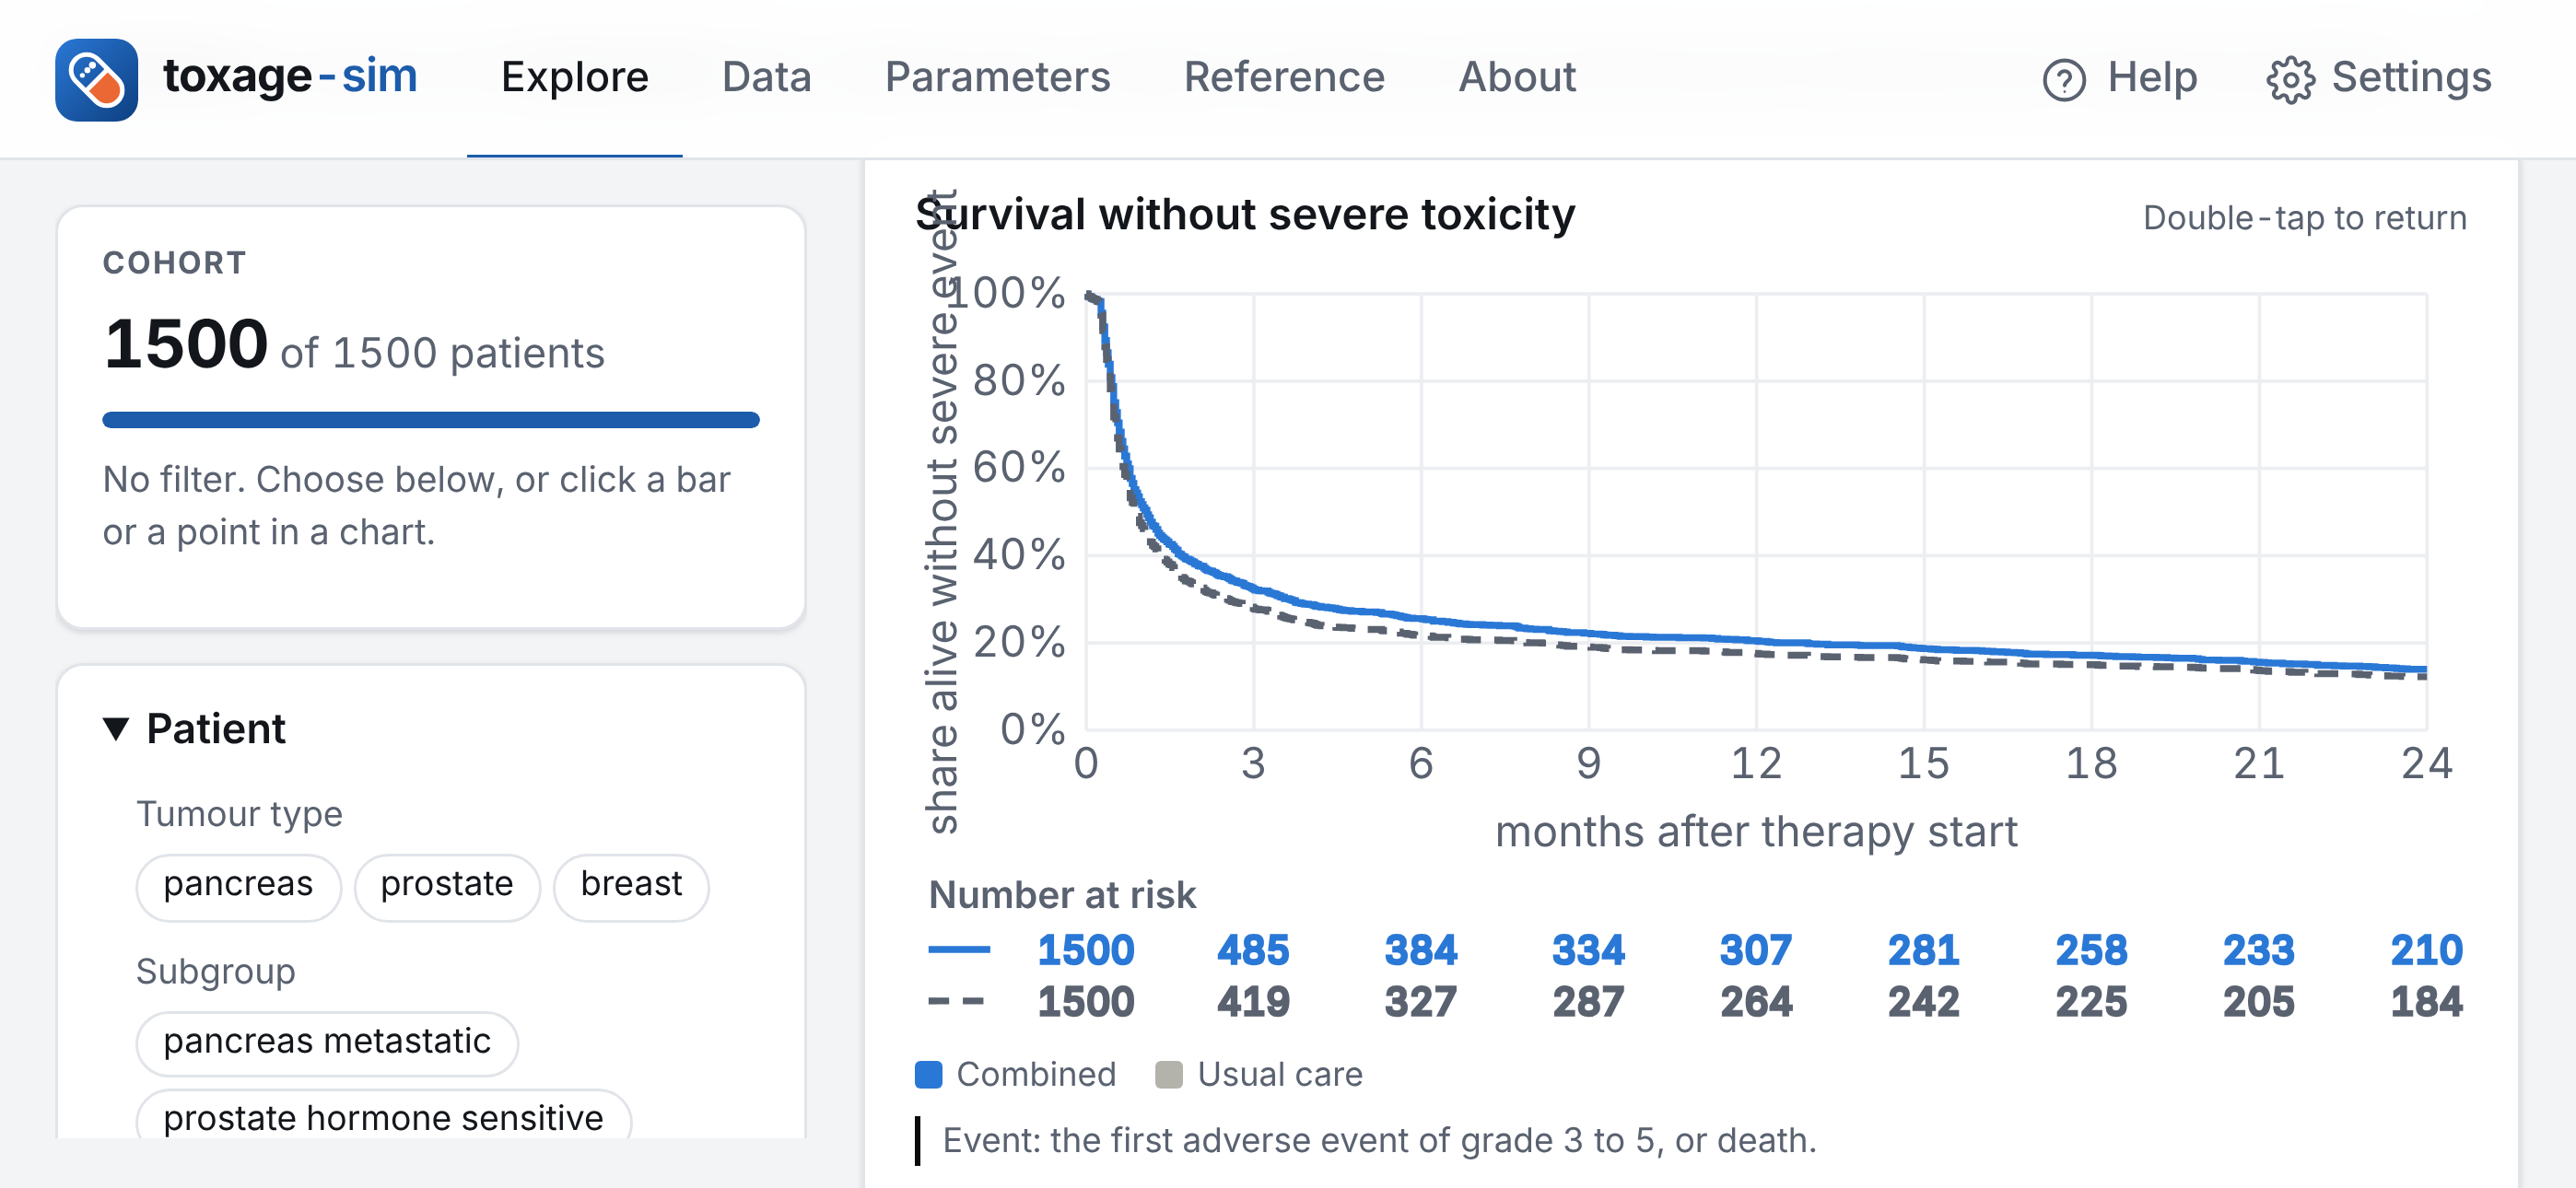 toxage-sim Explore Data Parameters Reference About Help Settings
COHORT
1500 of 1500 patients
No filter. Choose below, or click a bar
or a point in a chart.
Patient
Tumour type
pancreas prostate breast
Subgroup
pancreas metastatic
prostate hormone sensitive
Survival without severe toxicity
Double-tap to return
share alive without severe event
100%
80%
60%
40%
20%
0%
0 3 6 9 12 15 18 21 24
months after therapy start
Number at risk
1500 485 384 334 307 281 258 233 210
1500 419 327 287 264 242 225 205 184
Combined Usual care
Event: the first adverse event of grade 3 to 5, or death.